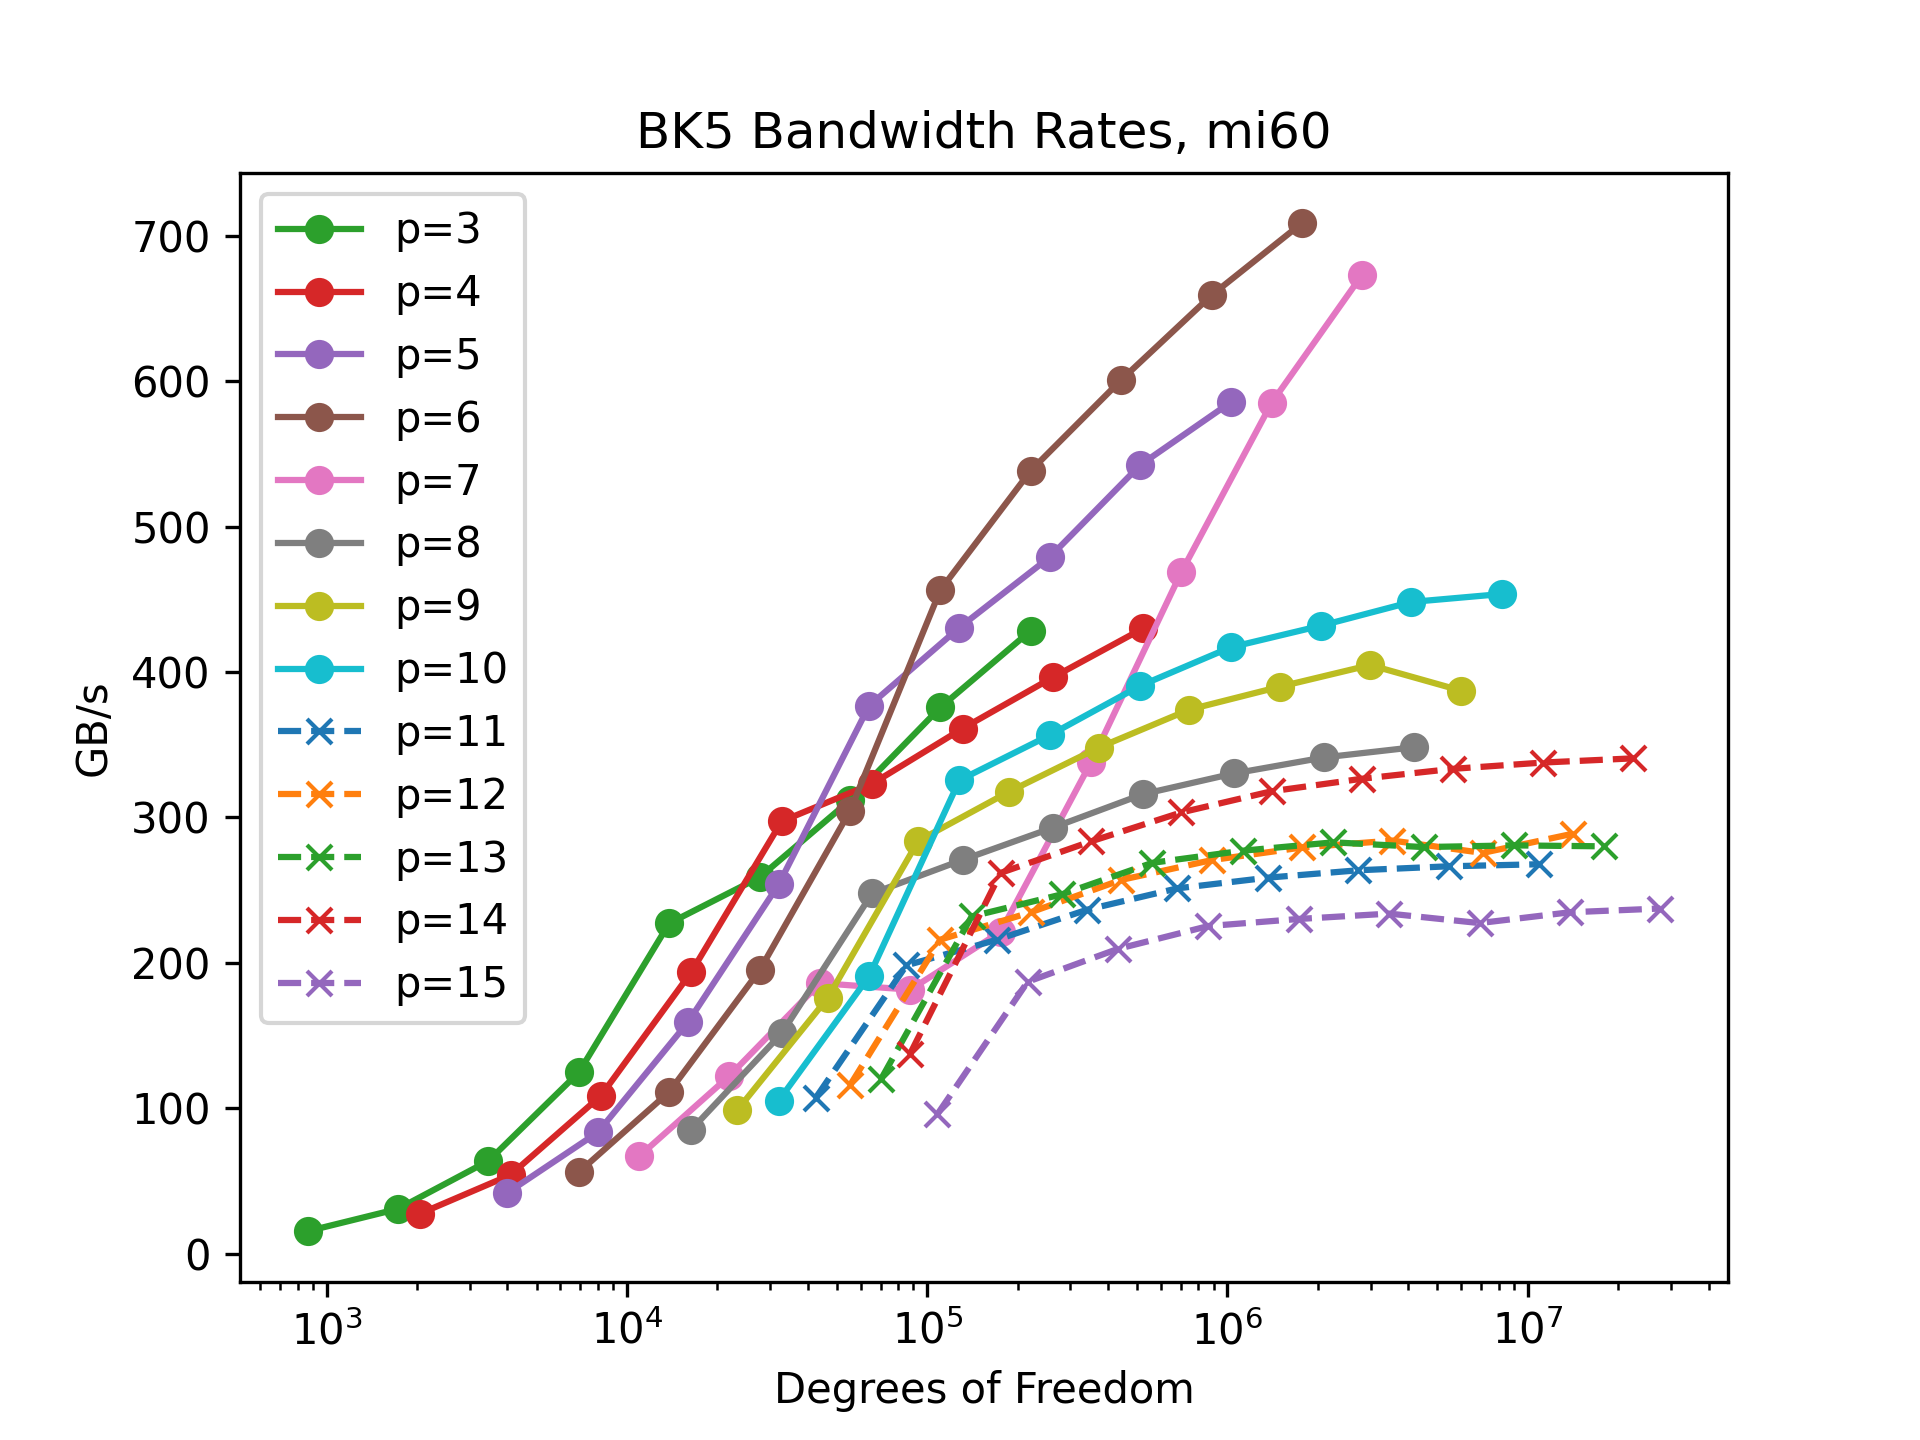 BK5 Bandwidth Rates, mi60
p=3
p=4
p=5
p=6
p=7
p=8
p=9
p=10
p=11
p=12
p=13
p=14
p=15
700
600
500
400
300
200
100
0
GB/s
10³
10⁴
10⁵
10⁶
10⁷
Degrees of Freedom